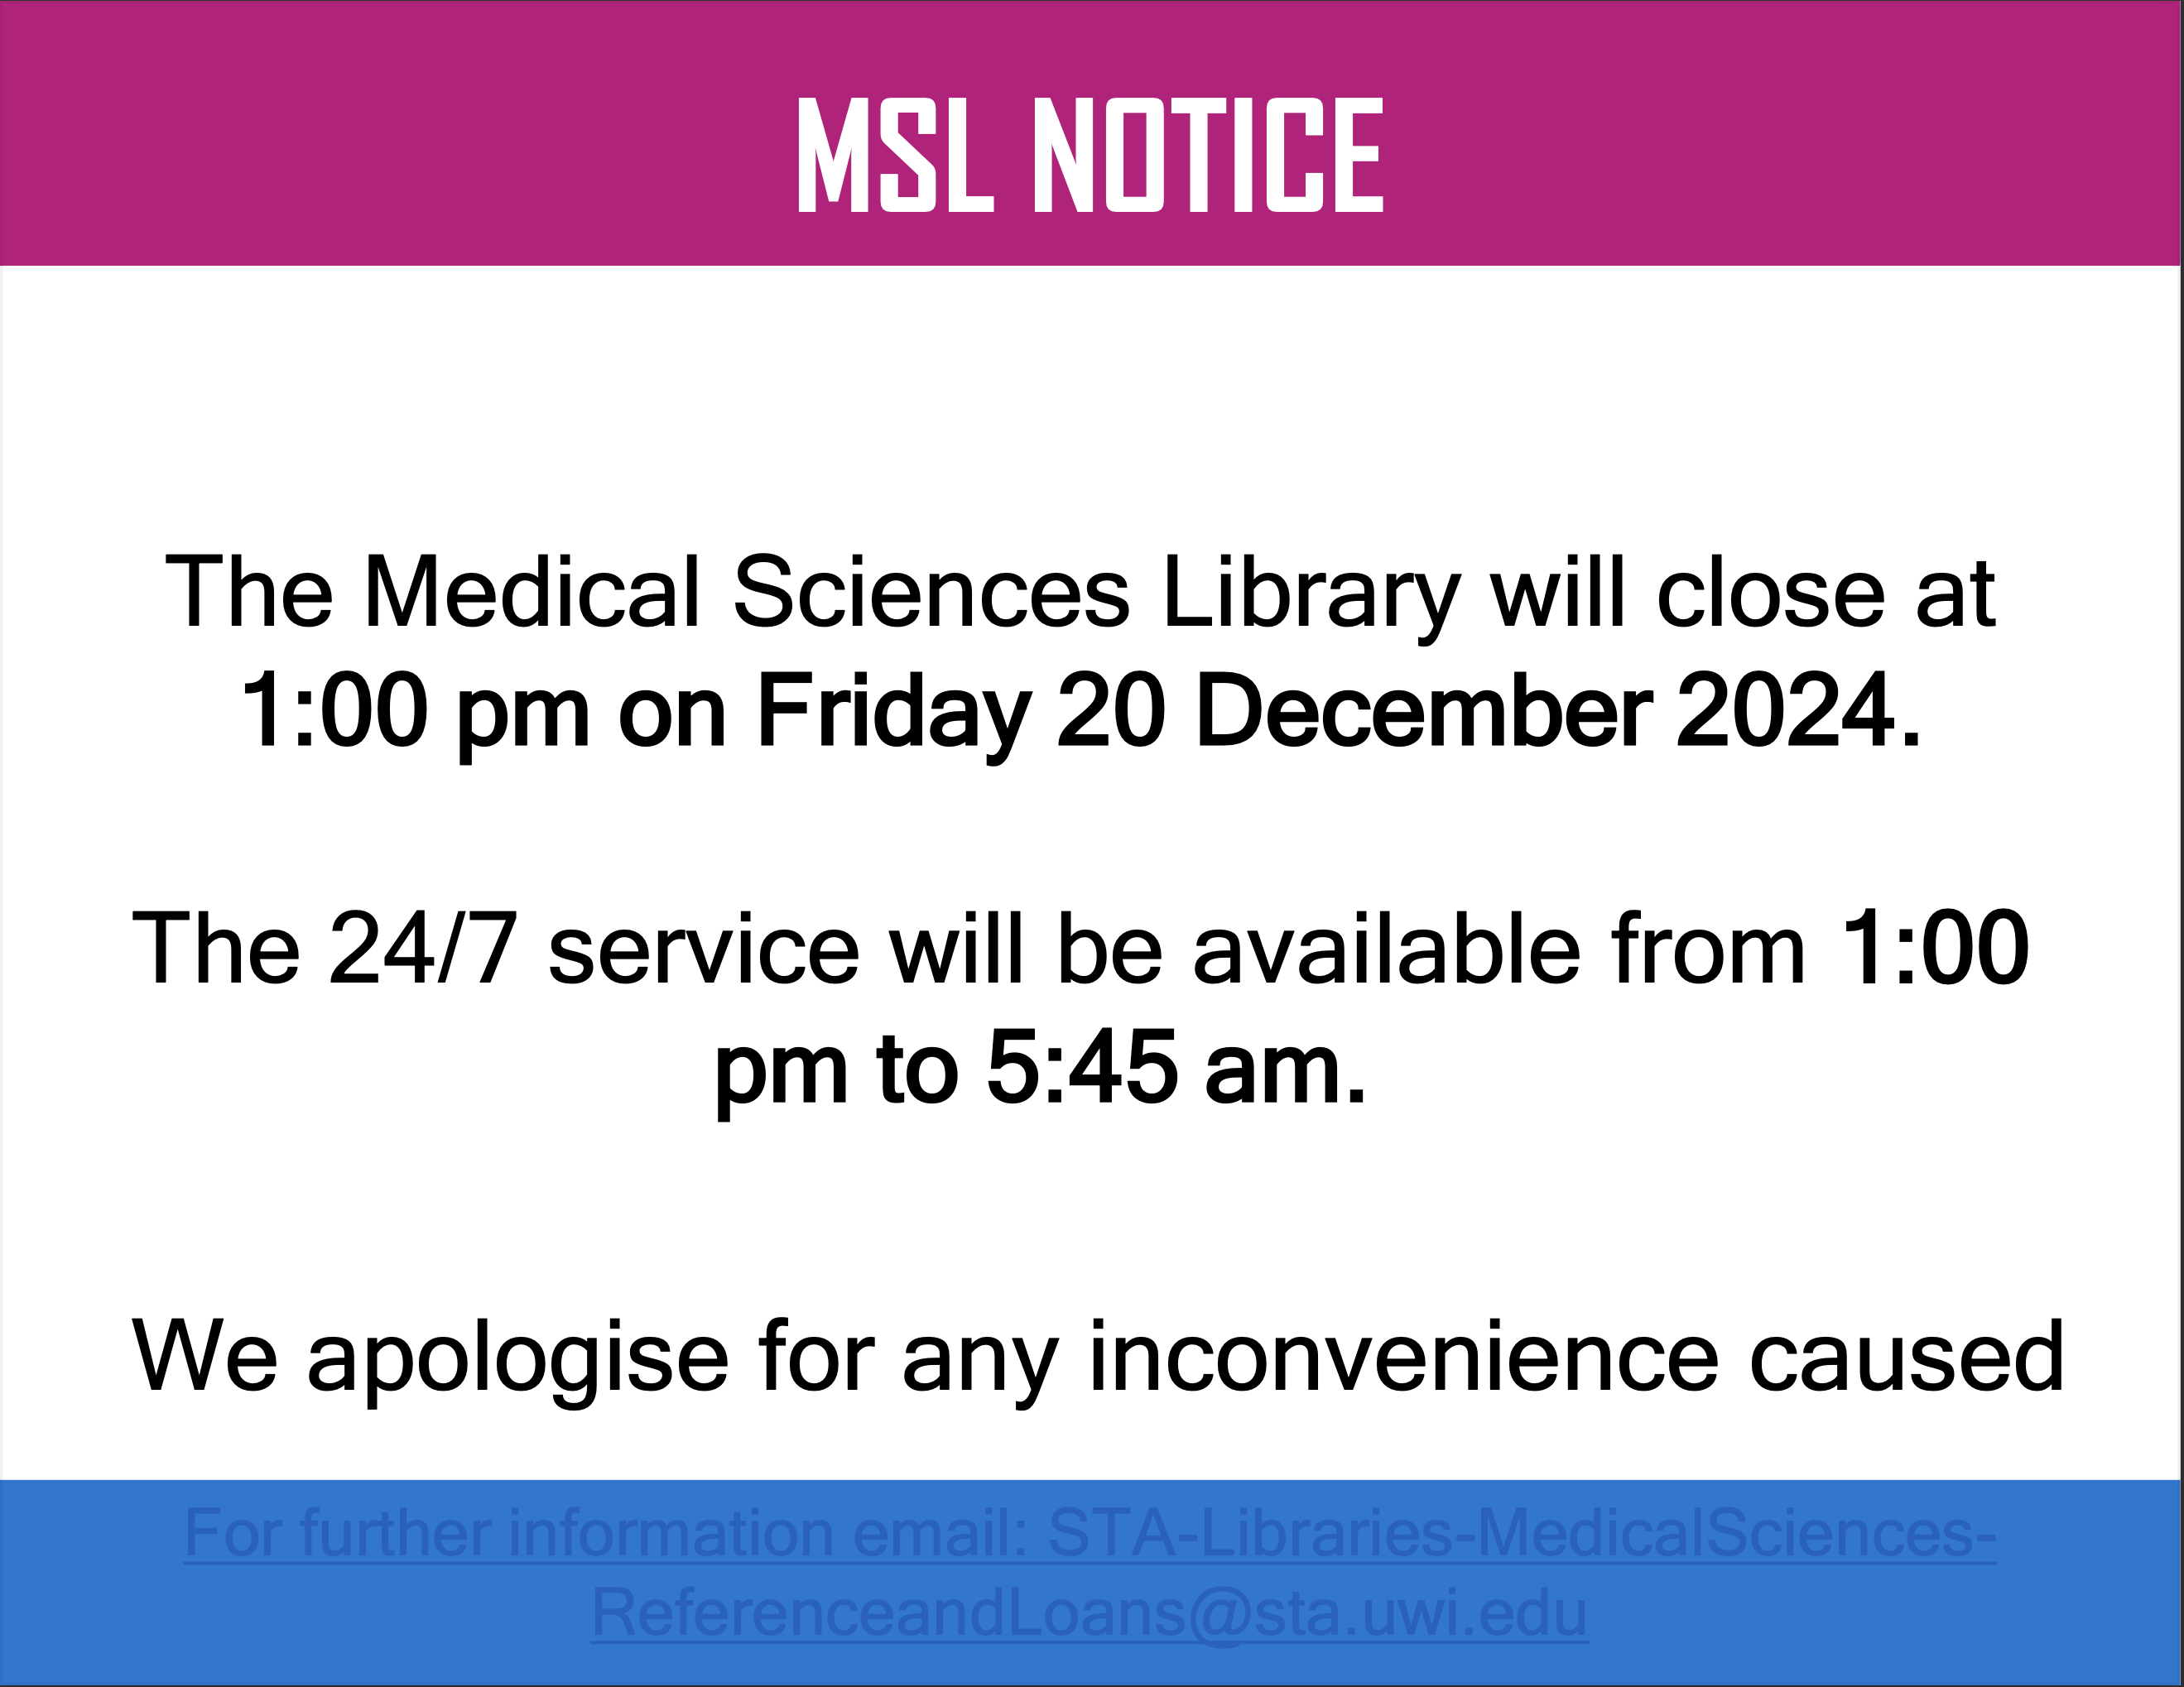 MSL NOTICE
The Medical Sciences Library will close at
1:00 pm on Friday 20 December 2024.
The 24/7 service will be available from 1:00
pm to 5:45 am.
We apologise for any inconvenience caused
For further information email: STA-Libraries-MedicalSciences-
ReferenceandLoans@sta.uwi.edu